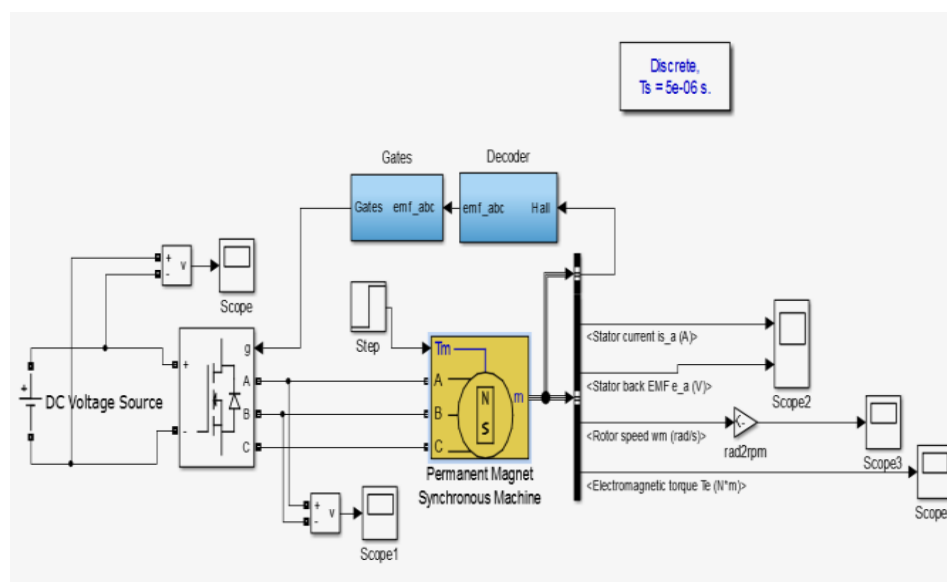 Discrete,
Ts = 5e-06 s.
Gates
Decoder
Gates emf_abc
emf_abc Hall
+
-
v
Scope
Step
g
+
-
A
B
C
+
DC Voltage Source
Tm
A
B
C
N
S
m
Permanent Magnet
Synchronous Machine
<Stator current is_a (A)>
<Stator back EMF e_a (V)>
Scope2
<Rotor speed wm (rad/s)>
rad2rpm
Scope3
<Electromagnetic torque Te (N*m)>
Scope
+
-
v
Scope1